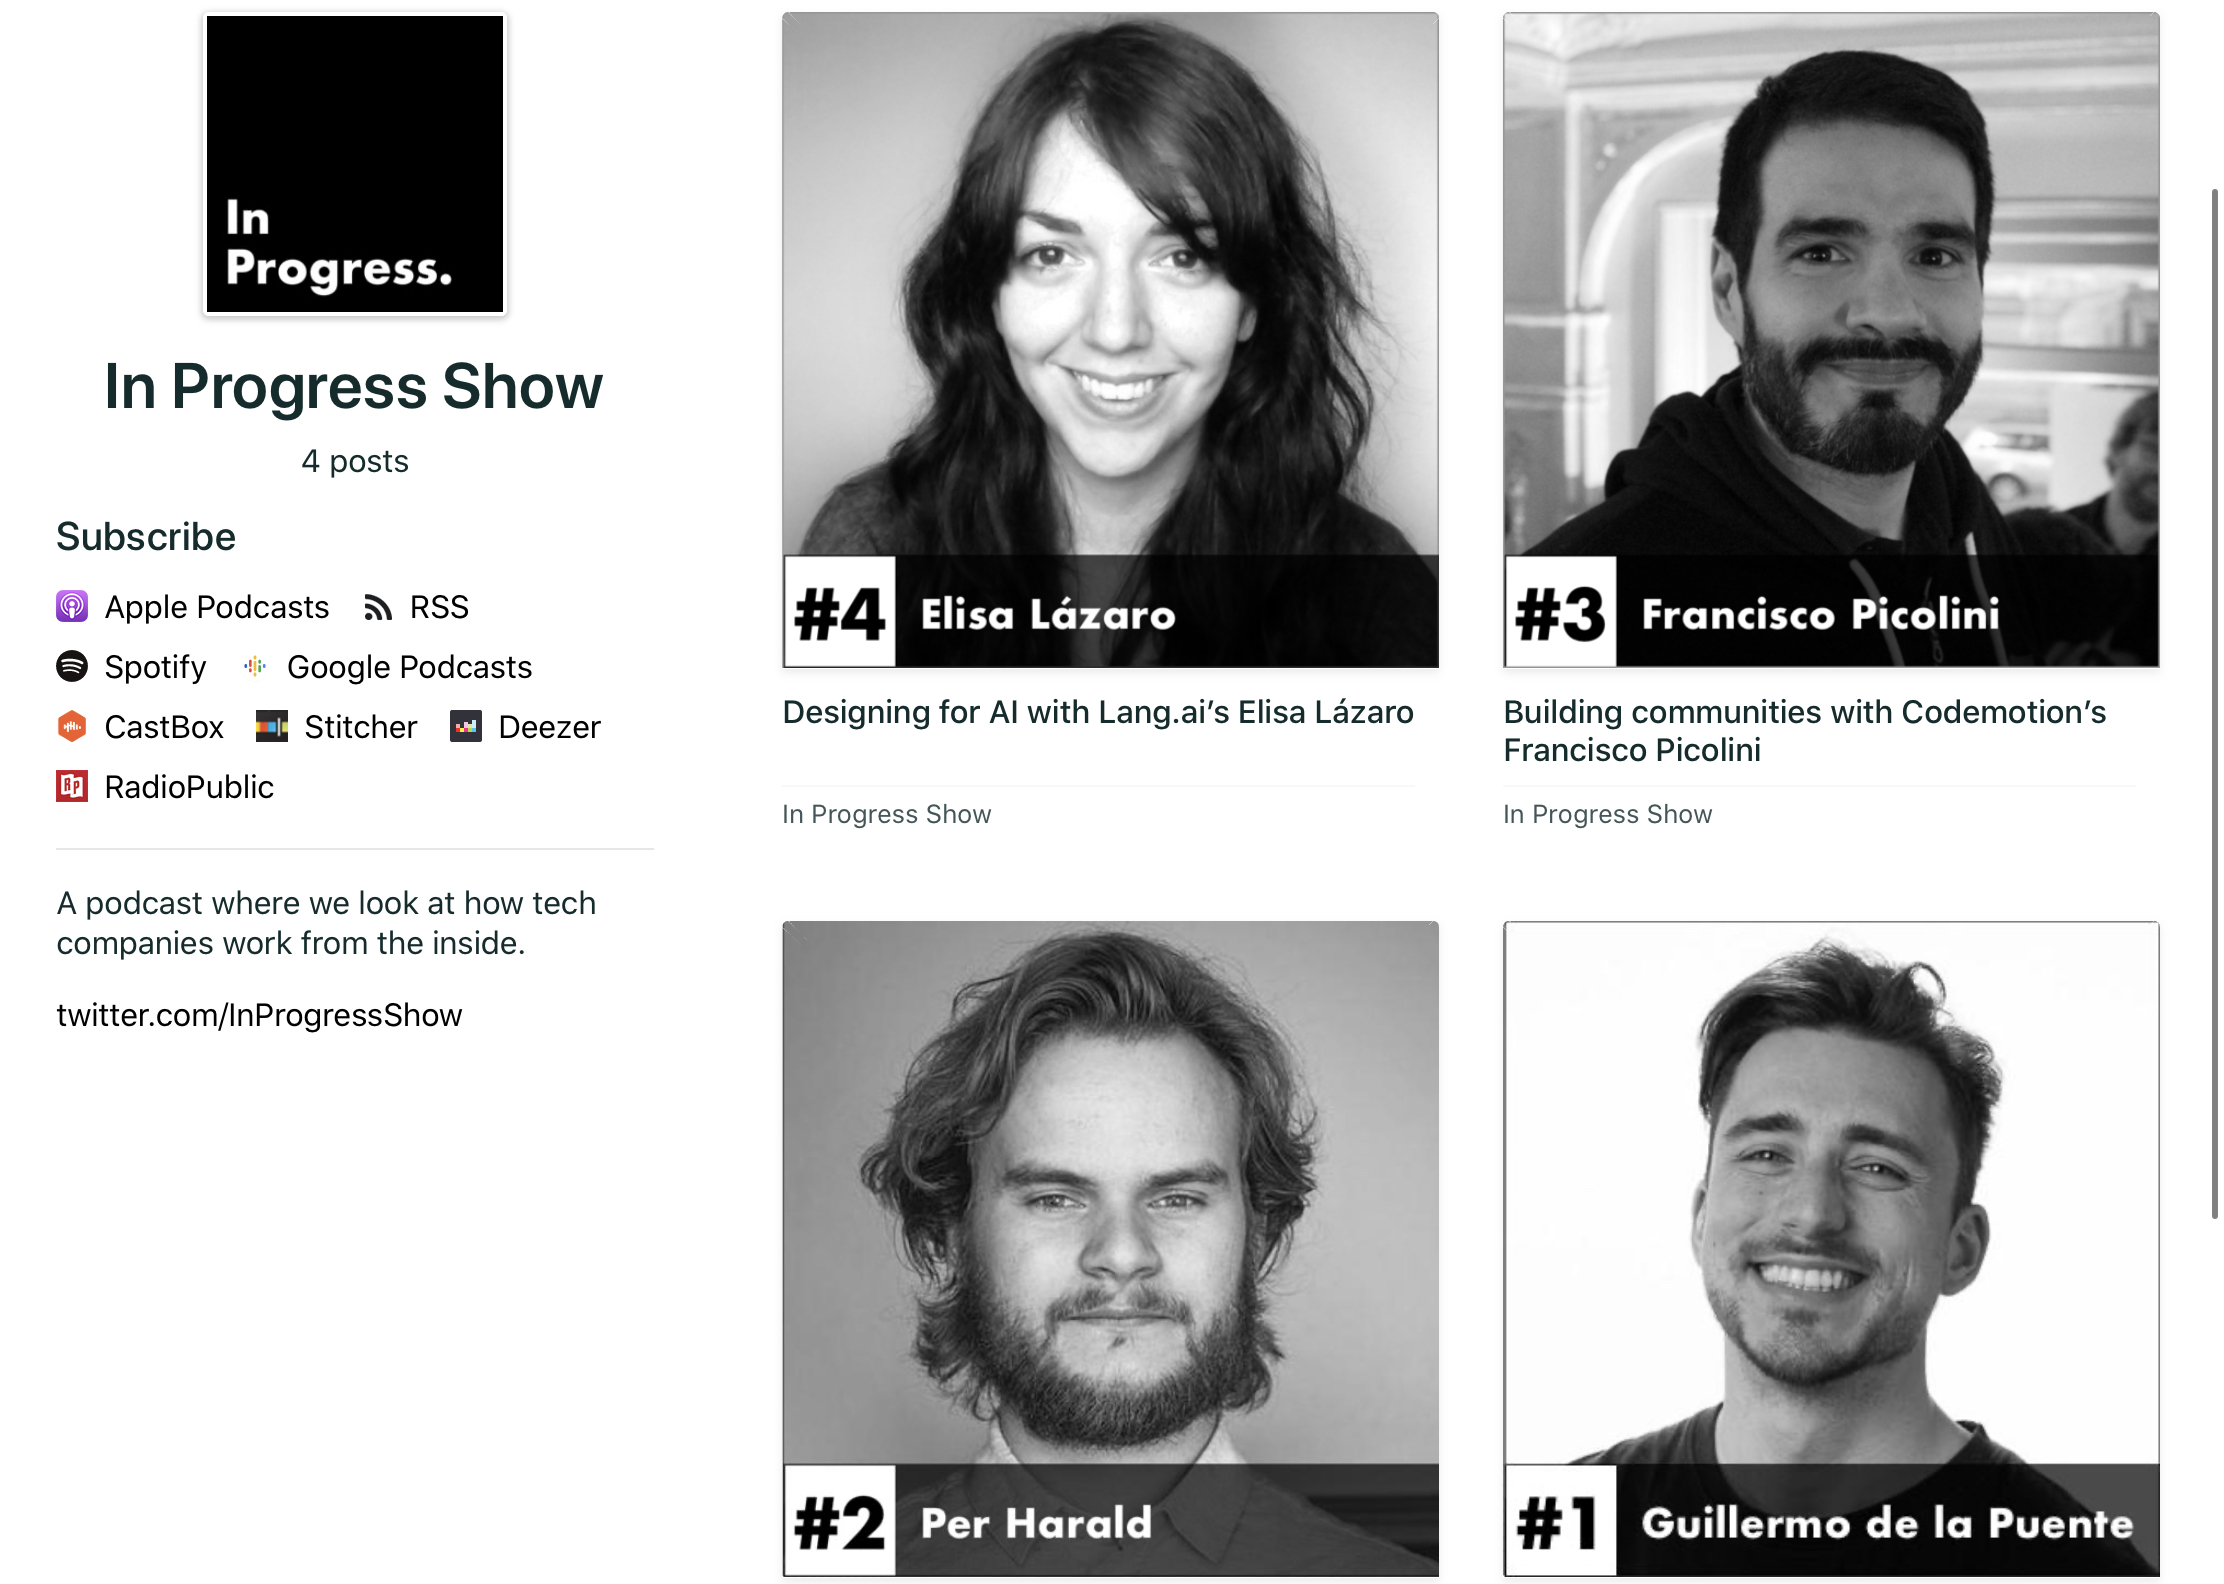 In
Progress.
In Progress Show
4 posts
Subscribe
Apple Podcasts RSS
Spotify Google Podcasts
CastBox Stitcher Deezer
RadioPublic
A podcast where we look at how tech
companies work from the inside.
twitter.com/InProgressShow
#4 Elisa Lázaro
Designing for AI with Lang.ai’s Elisa Lázaro
In Progress Show
#3 Francisco Picolini
Building communities with Codemotion’s
Francisco Picolini
In Progress Show
#2 Per Harald
#1 Guillermo de la Puente